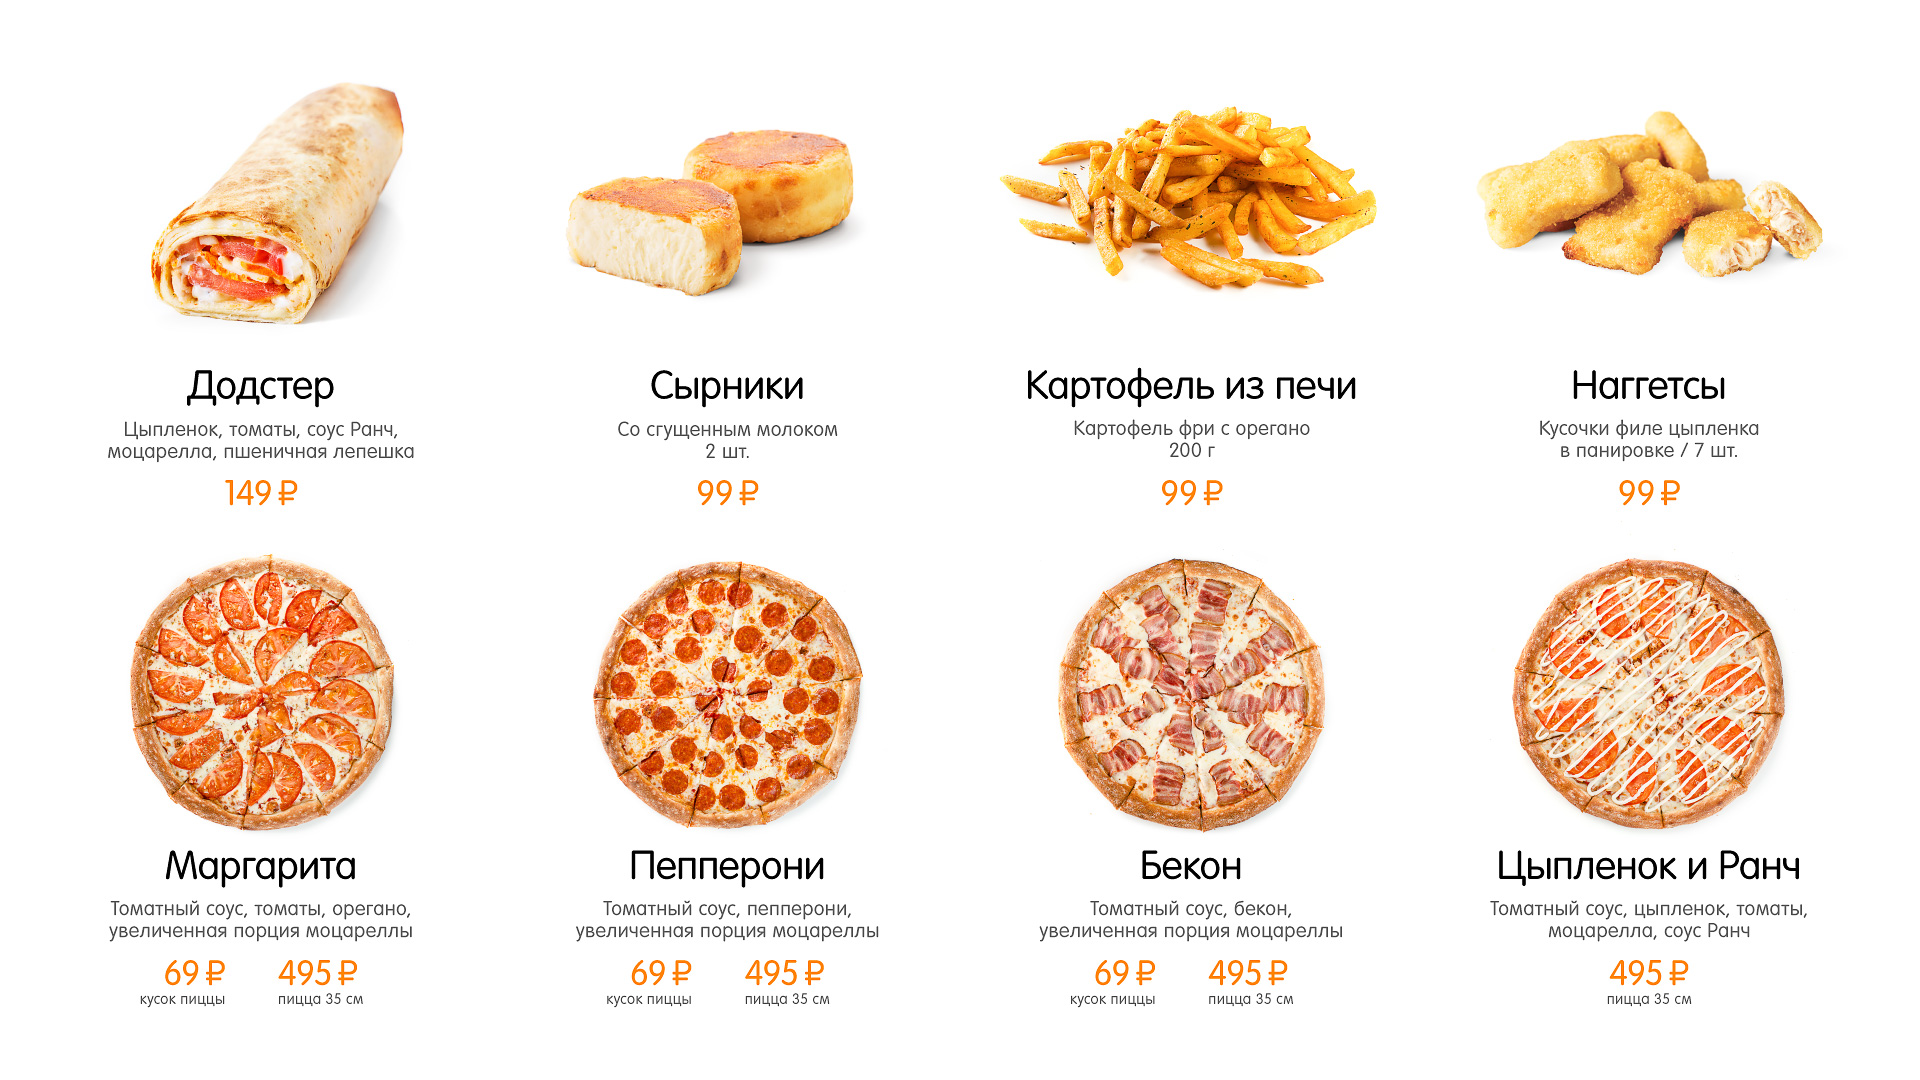 Додстер
Цыпленок, томаты, соус Ранч,
моцарелла, пшеничная лепешка
149 ₽
Сырники
Со сгущенным молоком
2 шт.
99 ₽
Картофель из печи
Картофель фри с орегано
200 г
99 ₽
Наггетсы
Кусочки филе цыпленка
в панировке / 7 шт.
99 ₽
Маргарита
Томатный соус, томаты, орегано,
увеличенная порция моцареллы
69 ₽ 495 ₽
кусок пиццы пицца 35 см
Пепперони
Томатный соус, пепперони,
увеличенная порция моцареллы
69 ₽ 495 ₽
кусок пиццы пицца 35 см
Бекон
Томатный соус, бекон,
увеличенная порция моцареллы
69 ₽ 495 ₽
кусок пиццы пицца 35 см
Цыпленок и Ранч
Томатный соус, цыпленок, томаты,
моцарелла, соус Ранч
495 ₽
пицца 35 см